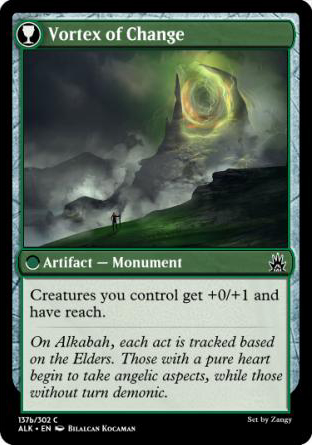 Vortex of Change
Artifact — Monument
Creatures you control get +0/+1 and
have reach.
On Alkabah, each act is tracked based
on the Elders. Those with a pure heart
begin to take angelic aspects, while those
without turn demonic.
137b/302 C
Set by Zangy
ALK • EN Bilalcan Kocaman